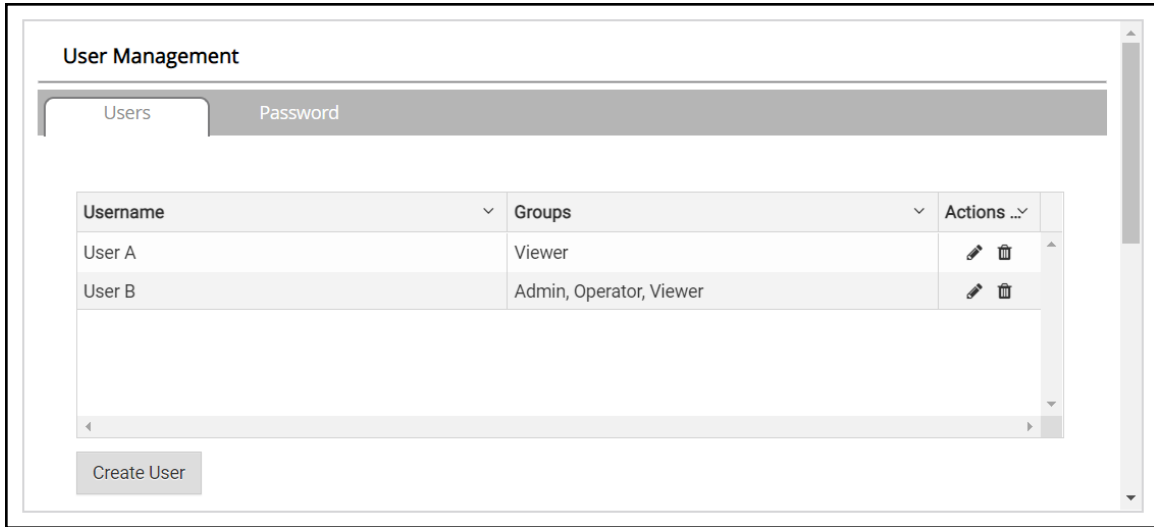 User Management
Users Password
Username Groups Actions ...
User A Viewer
User B Admin, Operator, Viewer
Create User